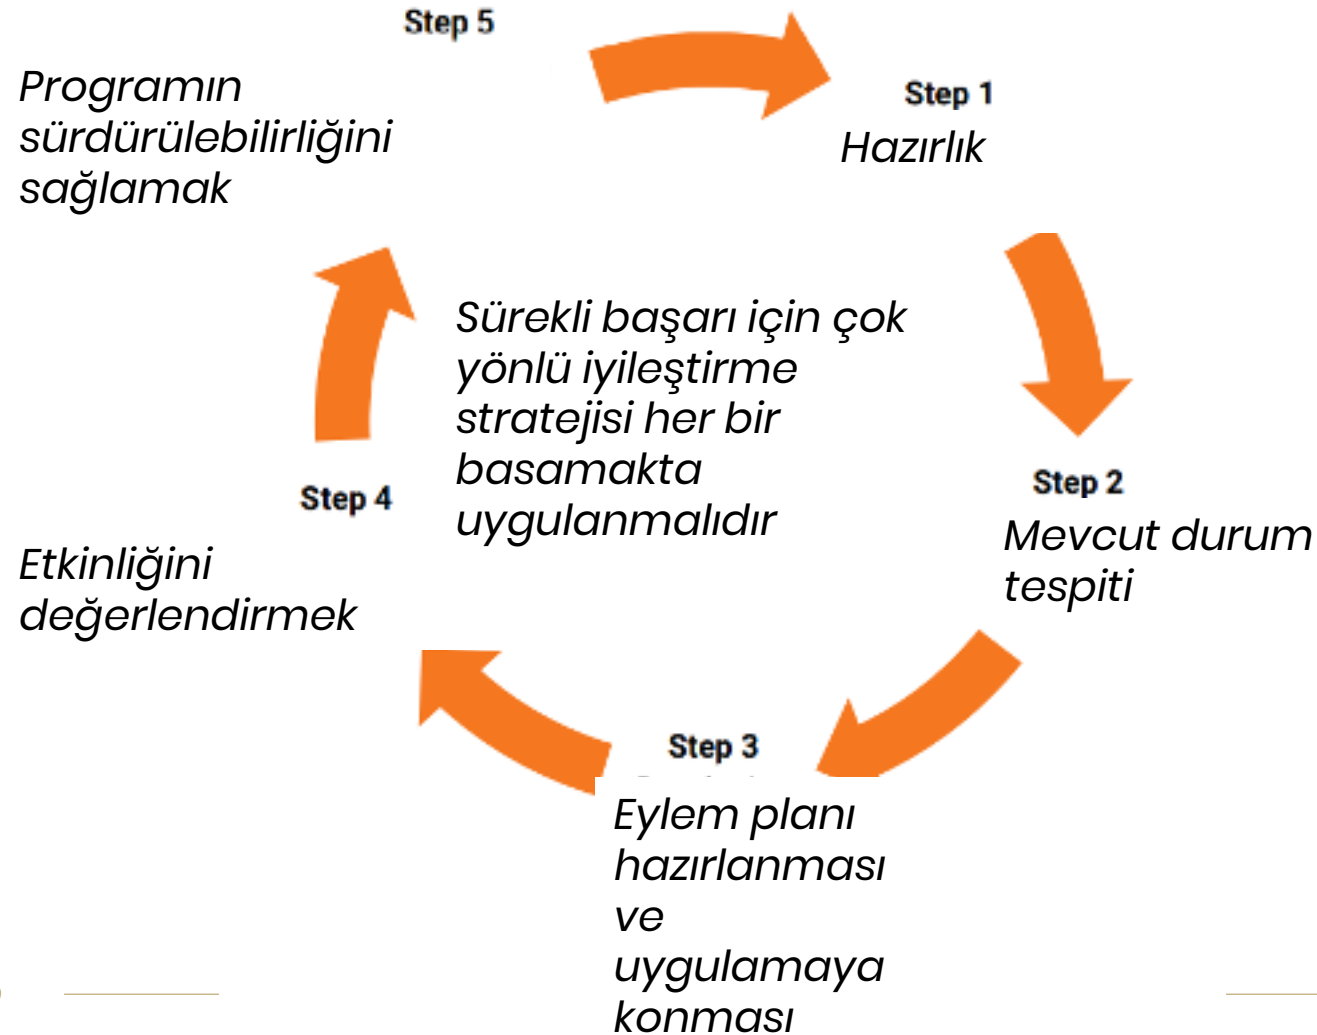 Step 5
Programın
sürdürülebilirliğini
sağlamak
Step 1
Hazırlık
Sürekli başarı için çok
yönlü iyileştirme
stratejisi her bir
basamakta
uygulanmalıdır
Step 2
Mevcut durum
tespiti
Step 3
Eylem planı
hazırlanması
ve
uygulamaya
konması
Step 4
Etkinliğini
değerlendirmek